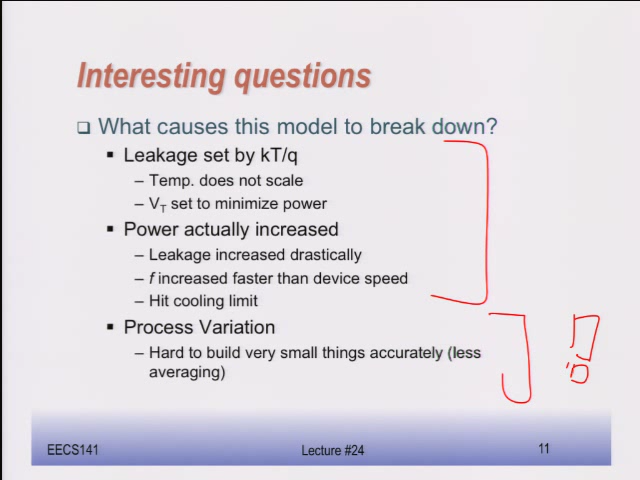 Interesting questions
❑ What causes this model to break down?
▪ Leakage set by kT/q
– Temp. does not scale
– VT set to minimize power
▪ Power actually increased
– Leakage increased drastically
– f increased faster than device speed
– Hit cooling limit
▪ Process Variation
– Hard to build very small things accurately (less
averaging)
EECS141 Lecture #24 11